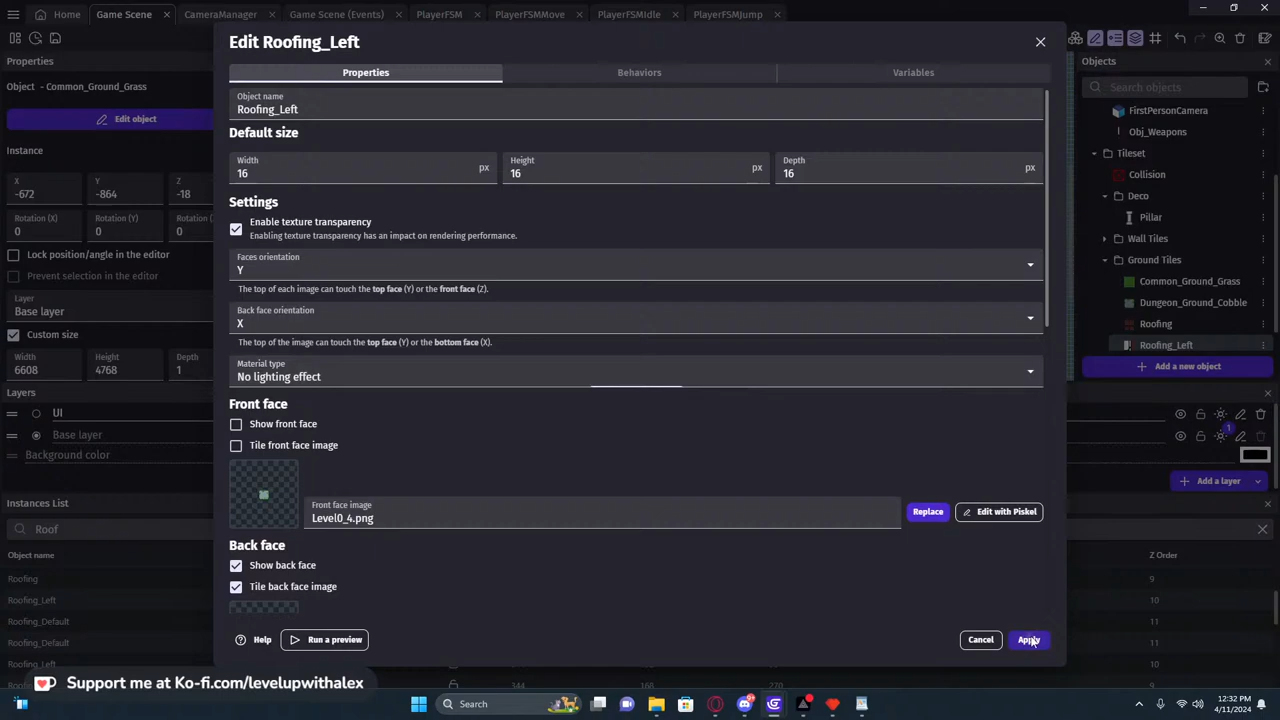 Home
Game Scene
CameraManager
Game Scene (Events)
PlayerFSM
PlayerFSMMove
PlayerFSMIdle
PlayerFSMJump
Properties
Object - Common_Ground_Grass
Edit object
Instance
X
-672
Y
-864
Z
-18
Rotation (X)
0
Rotation (Y)
0
Rotation (Z)
0
Lock position/angle in the editor
Prevent selection in the editor
Layer
Base layer
Custom size
Width
6608
Height
4768
Depth
1
Layers
UI
Base layer
Background color
1
Add a layer
Instances List
Roof
Object name
Z Order
Roofing
9
Roofing_Left
10
Roofing_Default
11
Roofing_Default
11
Roofing_Left
10
344
168
270
Edit Roofing_Left
Properties
Behaviors
Variables
Object name
Roofing_Left
Default size
Width
16 px
Height
16 px
Depth
16 px
Settings
Enable texture transparency
Enabling texture transparency has an impact on rendering performance.
Faces orientation
Y
The top of each image can touch the top face (Y) or the front face (Z).
Back face orientation
X
The top of the image can touch the top face (Y) or the bottom face (X).
Material type
No lighting effect
Front face
Show front face
Tile front face image
Front face image
Level0_4.png
Replace
Edit with Piskel
Back face
Show back face
Tile back face image
Help
Run a preview
Cancel
Apply
Objects
Search objects
FirstPersonCamera
Obj_Weapons
Tileset
Collision
Deco
Pillar
Wall Tiles
Ground Tiles
Common_Ground_Grass
Dungeon_Ground_Cobble
Roofing
Roofing_Left
Add a new object
Support me at Ko-fi.com/levelupwithalex
Search
12:32 PM
4/11/2024